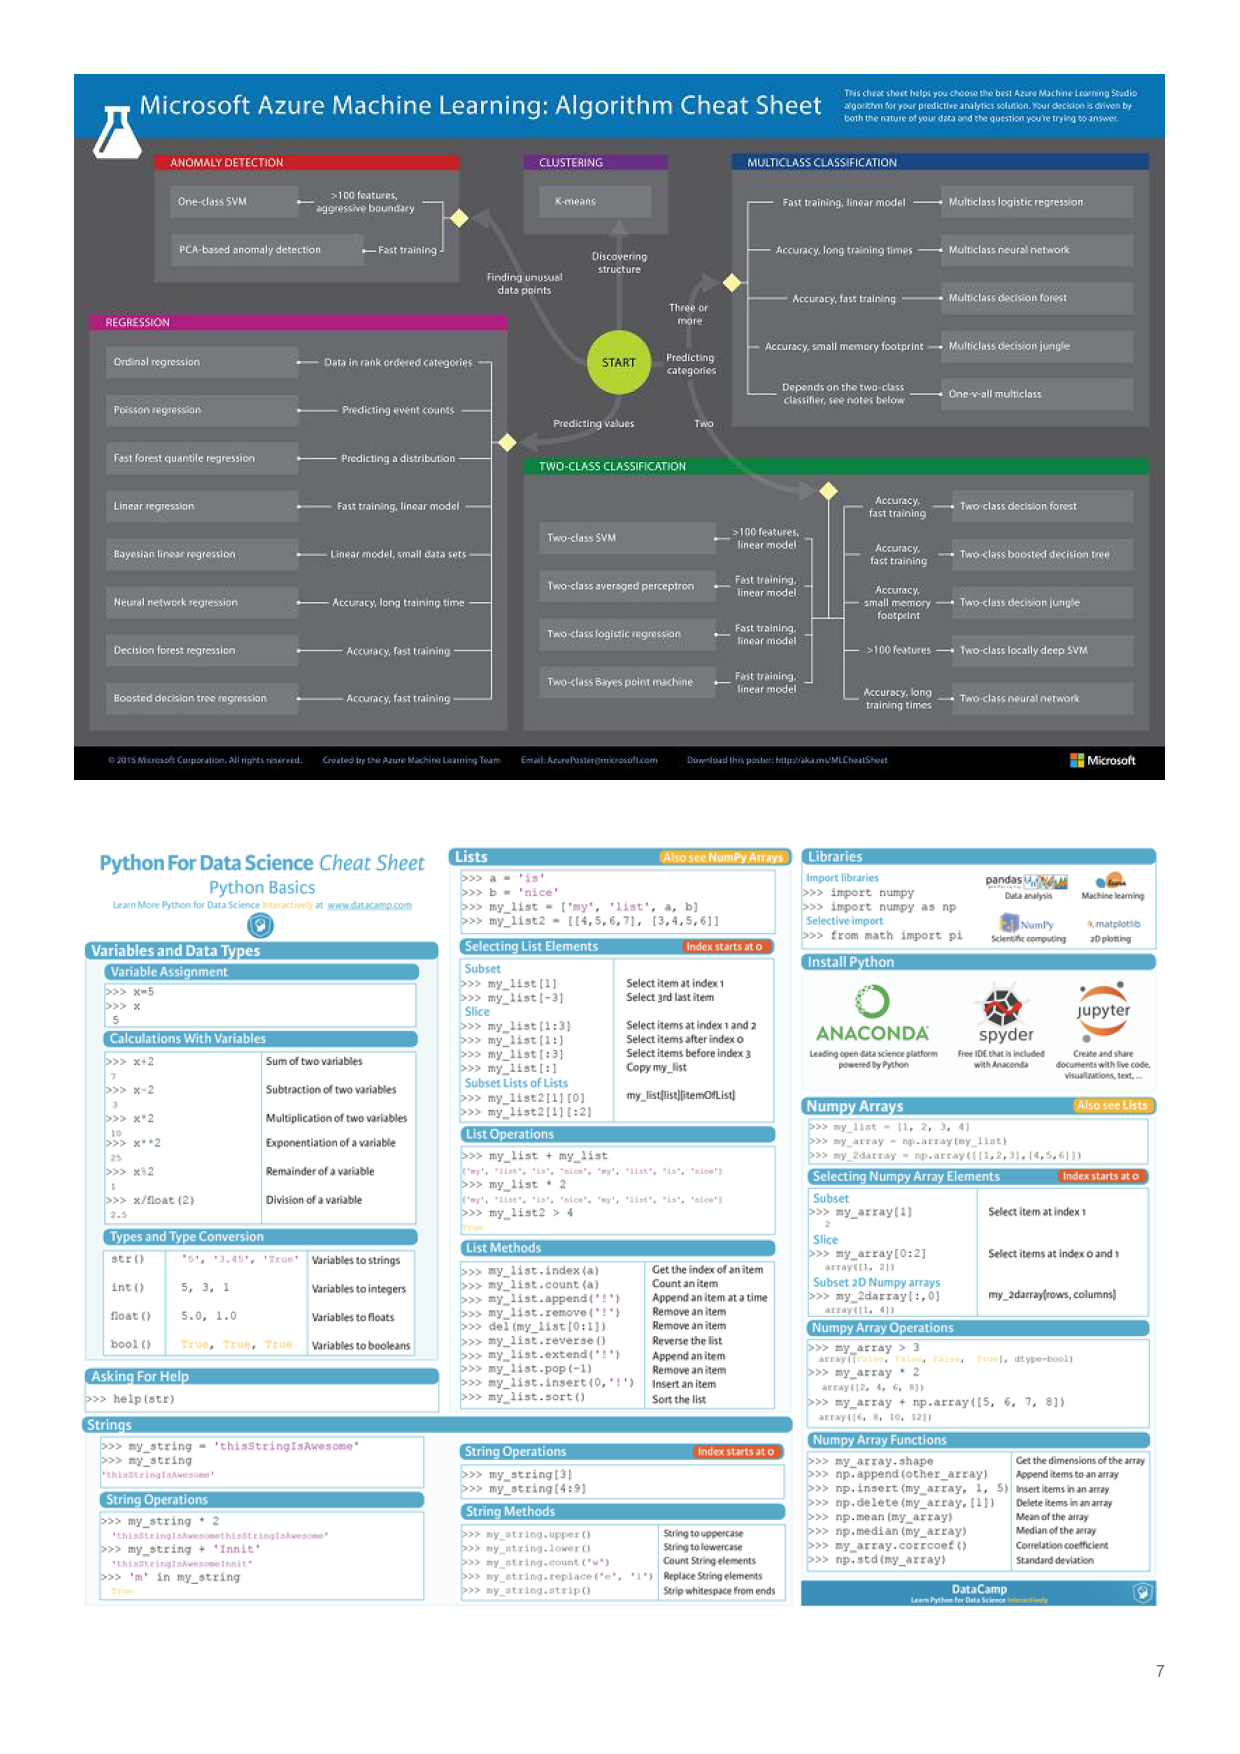 Microsoft Azure Machine Learning: Algorithm Cheat Sheet
This cheat sheet helps you choose the best Azure Machine Learning Studio
algorithm for your predictive analytics solution. Your decision is driven by
both the nature of your data and the question you're trying to answer.
ANOMALY DETECTION
One-class SVM
>100 features,
aggressive boundary
PCA-based anomaly detection
Fast training
CLUSTERING
K-means
MULTICLASS CLASSIFICATION
Fast training, linear model
Multiclass logistic regression
Accuracy, long training times
Multiclass neural network
Accuracy, fast training
Multiclass decision forest
Accuracy, small memory footprint
Multiclass decision jungle
Depends on the two-class
classifier, see notes below
One-v-all multiclass
Finding unusual
data points
Discovering
structure
Three or
more
START
Predicting
categories
Predicting values
Two
REGRESSION
Ordinal regression
Data in rank ordered categories
Poisson regression
Predicting event counts
Fast forest quantile regression
Predicting a distribution
Linear regression
Fast training, linear model
Bayesian linear regression
Linear model, small data sets
Neural network regression
Accuracy, long training time
Decision forest regression
Accuracy, fast training
Boosted decision tree regression
Accuracy, fast training
TWO-CLASS CLASSIFICATION
Two-class SVM
>100 features,
linear model
Two-class averaged perceptron
Fast training,
linear model
Two-class logistic regression
Fast training,
linear model
Two-class Bayes point machine
Fast training,
linear model
Accuracy,
fast training
Two-class decision forest
Accuracy,
fast training
Two-class boosted decision tree
Accuracy,
small memory
footprint
Two-class decision jungle
>100 features
Two-class locally deep SVM
Accuracy, long
training times
Two-class neural network
© 2015 Microsoft Corporation. All rights reserved.
Created by the Azure Machine Learning Team
Email: AzurePoster@microsoft.com
Download this poster: http://aka.ms/MLCheatSheet
Microsoft
Python For Data Science Cheat Sheet
Python Basics
Learn More Python for Data Science Interactively at www.datacamp.com
Variables and Data Types
Variable Assignment
>>> x=5
>>> x
5
Calculations With Variables
>>> x+2 Sum of two variables
7
>>> x-2 Subtraction of two variables
3
>>> x*2 Multiplication of two variables
10
>>> x**2 Exponentiation of a variable
25
>>> x%2 Remainder of a variable
1
>>> x/float(2) Division of a variable
2.5
Types and Type Conversion
str() '5', '3.45', 'True' Variables to strings
int() 5, 3, 1 Variables to integers
float() 5.0, 1.0 Variables to floats
bool() True, True, True Variables to booleans
Asking For Help
>>> help(str)
Strings
>>> my_string = 'thisStringIsAwesome'
>>> my_string
'thisStringIsAwesome'
String Operations
>>> my_string * 2
'thisStringIsAwesomethisStringIsAwesome'
>>> my_string + 'Innit'
'thisStringIsAwesomeInnit'
>>> 'm' in my_string
True
Lists
Also see NumPy Arrays
>>> a = 'is'
>>> b = 'nice'
>>> my_list = ['my', 'list', a, b]
>>> my_list2 = [[4,5,6,7], [3,4,5,6]]
Selecting List Elements
Index starts at 0
Subset
>>> my_list[1] Select item at index 1
>>> my_list[-3] Select 3rd last item
Slice
>>> my_list[1:3] Select items at index 1 and 2
>>> my_list[1:] Select items after index 0
>>> my_list[:3] Select items before index 3
>>> my_list[:] Copy my_list
Subset Lists of Lists
>>> my_list2[1][0] my_list[list][itemOfList]
>>> my_list2[1][:2]
List Operations
>>> my_list + my_list
['my', 'list', 'is', 'nice', 'my', 'list', 'is', 'nice']
>>> my_list * 2
['my', 'list', 'is', 'nice', 'my', 'list', 'is', 'nice']
>>> my_list2 > 4
True
List Methods
>>> my_list.index(a) Get the index of an item
>>> my_list.count(a) Count an item
>>> my_list.append('!') Append an item at a time
>>> my_list.remove('!') Remove an item
>>> del(my_list[0:1]) Remove an item
>>> my_list.reverse() Reverse the list
>>> my_list.extend('!') Append an item
>>> my_list.pop(-1) Remove an item
>>> my_list.insert(0,'!') Insert an item
>>> my_list.sort() Sort the list
String Operations
Index starts at 0
>>> my_string[3]
>>> my_string[4:9]
String Methods
>>> my_string.upper() String to uppercase
>>> my_string.lower() String to lowercase
>>> my_string.count('w') Count String elements
>>> my_string.replace('e', 'i') Replace String elements
>>> my_string.strip() Strip whitespace from ends
Libraries
Import libraries
>>> import numpy
>>> import numpy as np
Selective import
>>> from math import pi
pandas
Data analysis
learn
Machine learning
NumPy
Scientific computing
matplotlib
2D plotting
Install Python
ANACONDA
Leading open data science platform
powered by Python
spyder
Free IDE that is included
with Anaconda
jupyter
Create and share
documents with live code,
visualizations, text, ...
Numpy Arrays
Also see Lists
>>> my_list = [1, 2, 3, 4]
>>> my_array = np.array(my_list)
>>> my_2darray = np.array([[1,2,3],[4,5,6]])
Selecting Numpy Array Elements
Index starts at 0
Subset
>>> my_array[1] Select item at index 1
2
Slice
>>> my_array[0:2] Select items at index 0 and 1
array([1, 2])
Subset 2D Numpy arrays
>>> my_2darray[:,0] my_2darray[rows, columns]
array([1, 4])
Numpy Array Operations
>>> my_array > 3
array([False, False, False, True], dtype=bool)
>>> my_array * 2
array([2, 4, 6, 8])
>>> my_array + np.array([5, 6, 7, 8])
array([6, 8, 10, 12])
Numpy Array Functions
>>> my_array.shape Get the dimensions of the array
>>> np.append(other_array) Append items to an array
>>> np.insert(my_array, 1, 5) Insert items in an array
>>> np.delete(my_array,[1]) Delete items in an array
>>> np.mean(my_array) Mean of the array
>>> np.median(my_array) Median of the array
>>> my_array.corrcoef() Correlation coefficient
>>> np.std(my_array) Standard deviation
DataCamp
Learn Python for Data Science Interactively
7